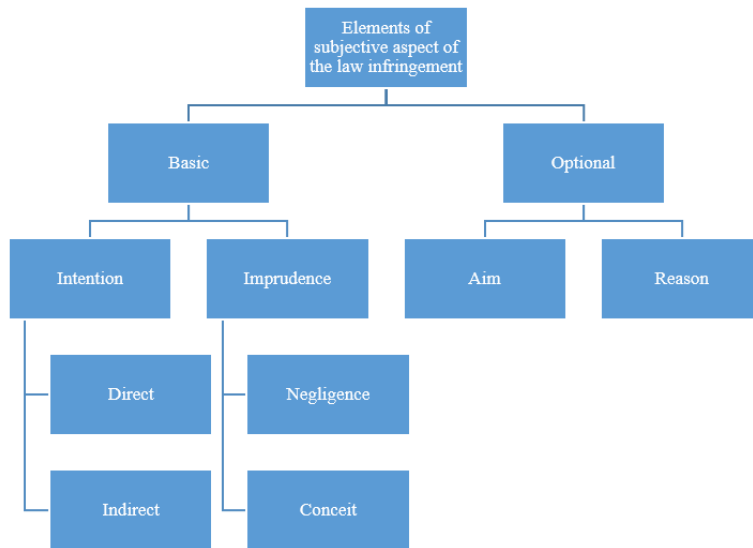 Elements of
subjective aspect of
the law infringement
Basic
Optional
Intention
Imprudence
Aim
Reason
Direct
Negligence
Indirect
Conceit